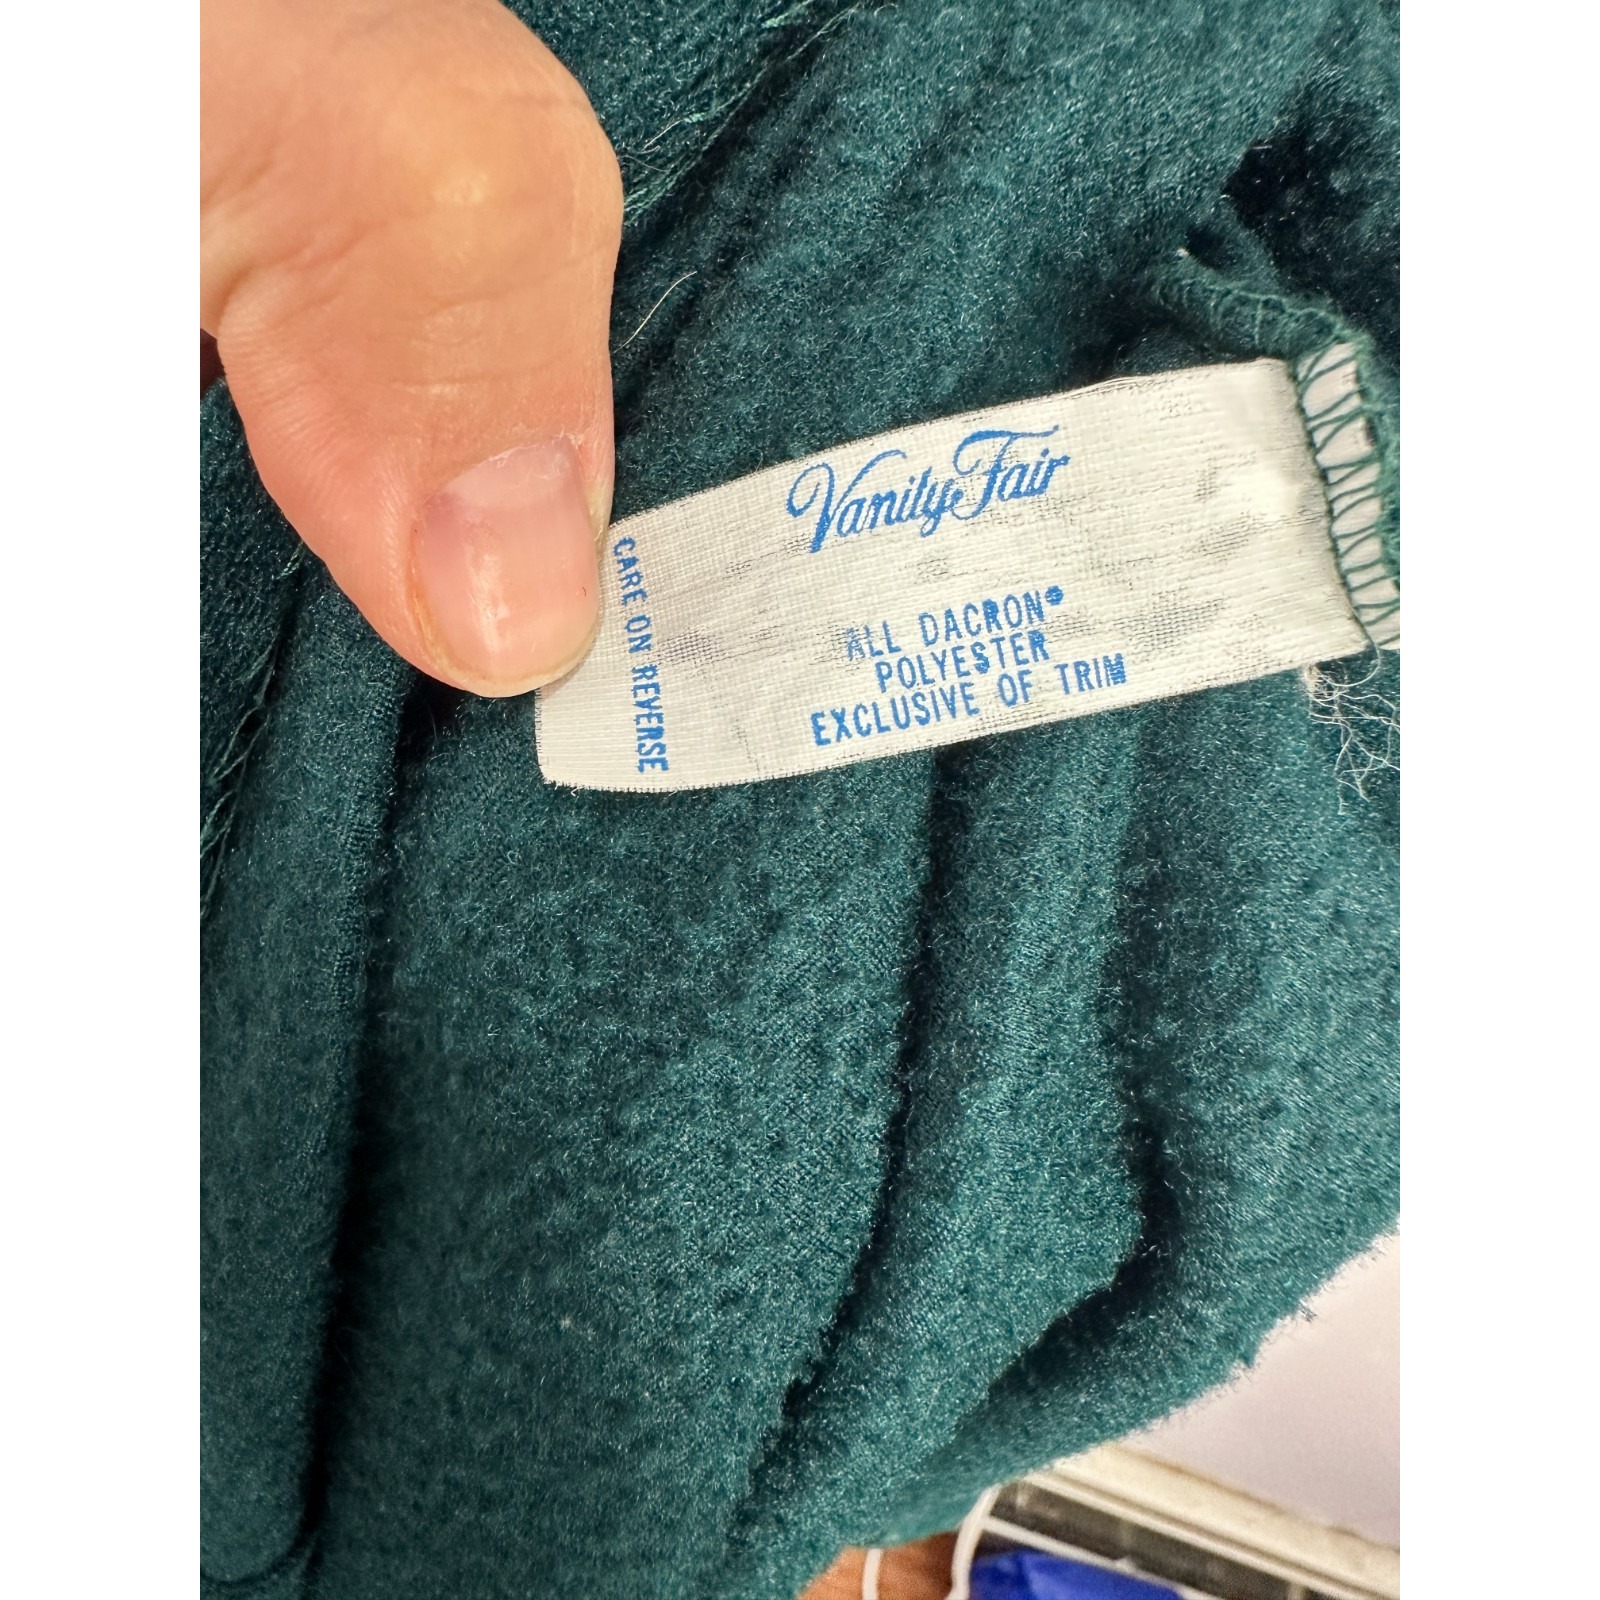 Vanity Fair
ALL DACRON®
POLYESTER
EXCLUSIVE OF TRIM
CARE ON REVERSE